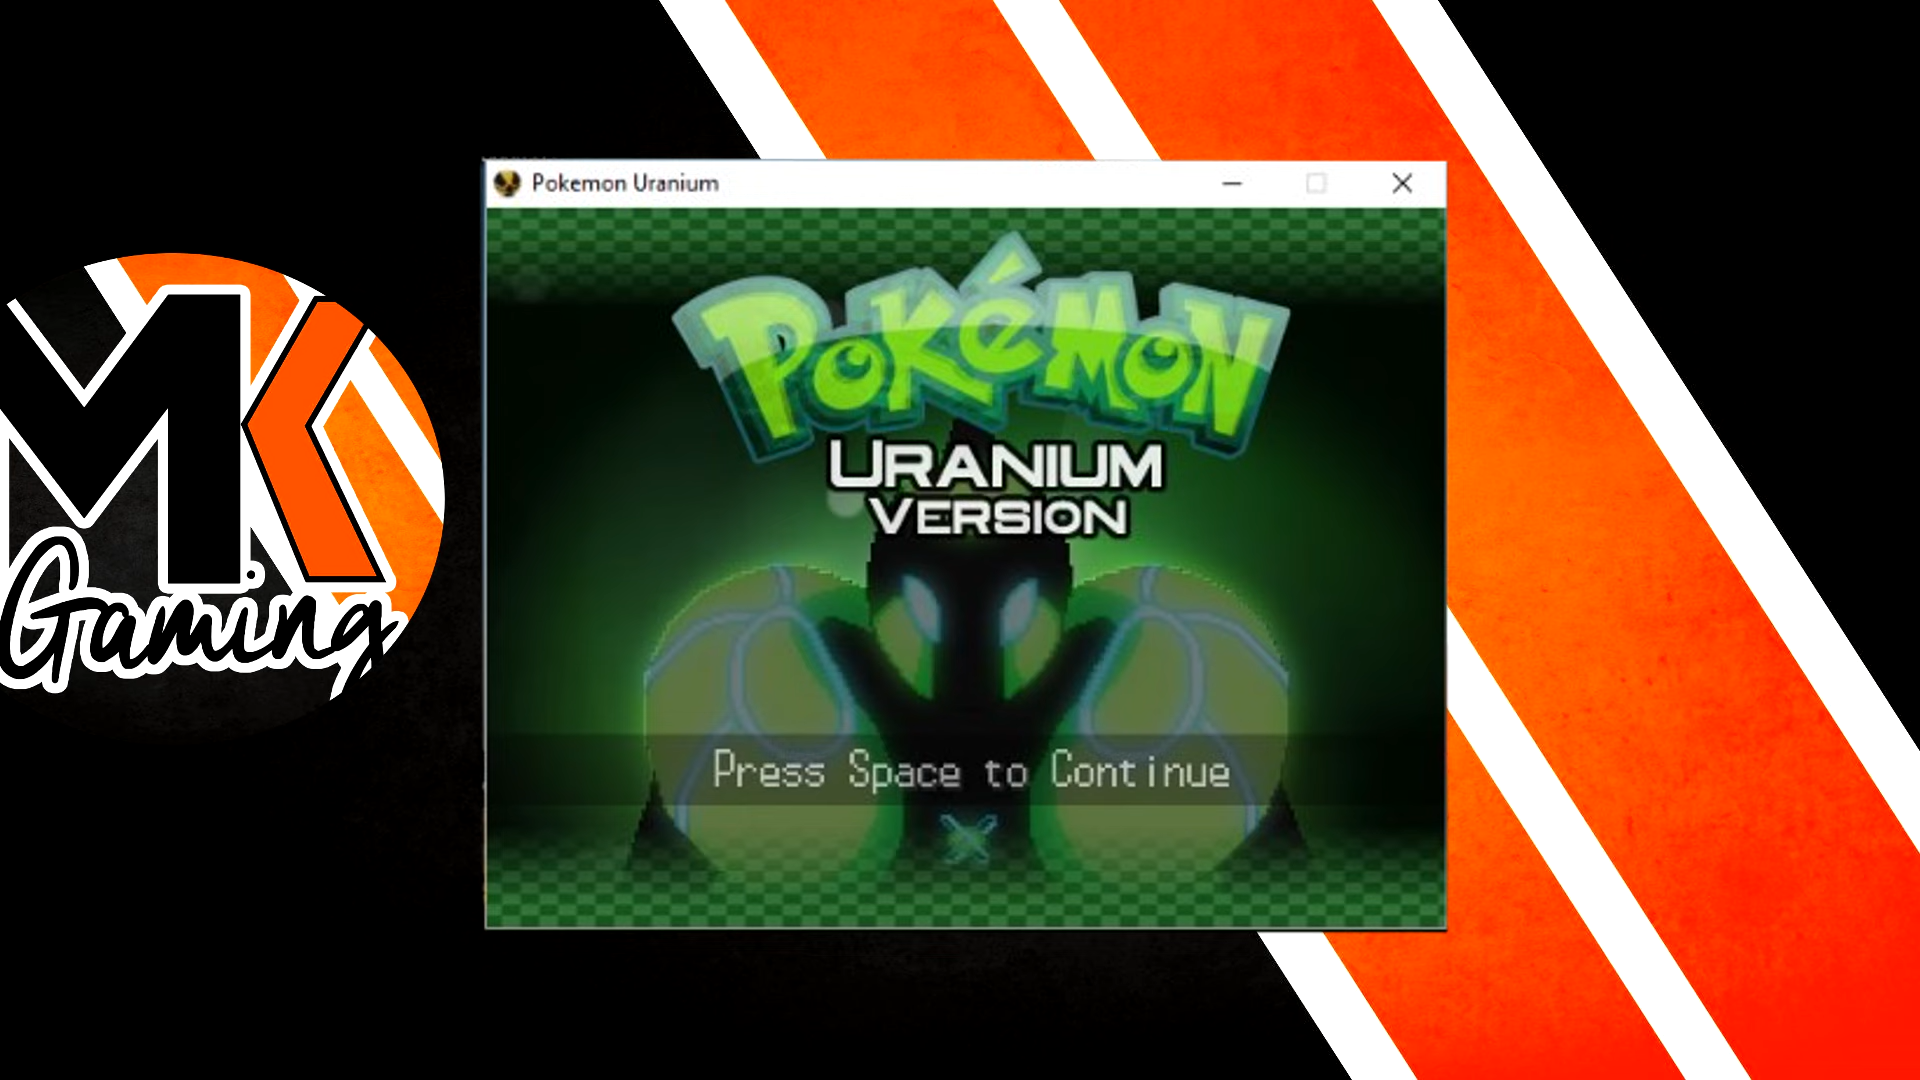 Pokemon Uranium
POKéMON
URANIUM
VERSION
MK
Gaming
Press Space to Continue